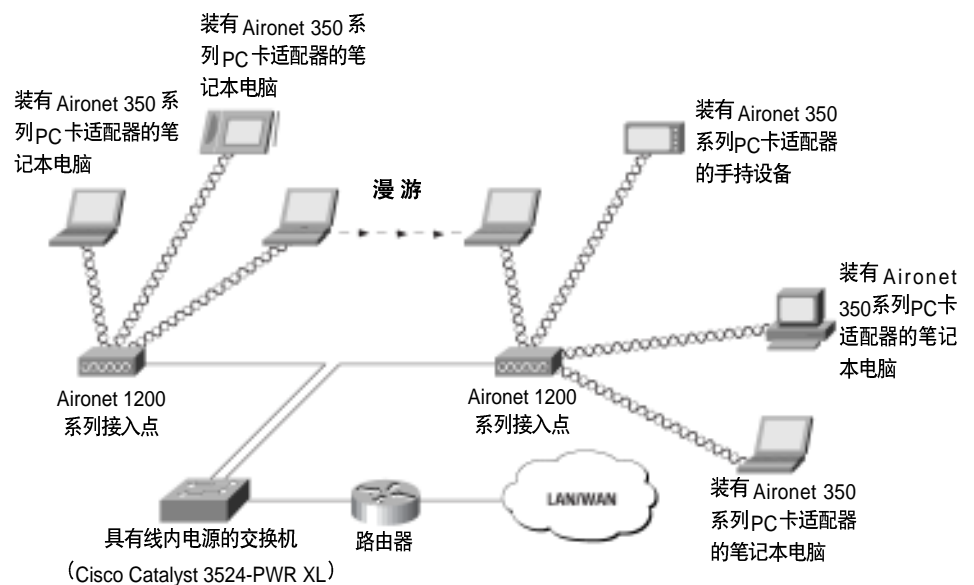 装有 Aironet 350 系
列PC 卡适配器的笔
记本电脑
装有 Aironet 350 系
列PC 卡适配器的笔
记本电脑
漫 游
装有 Aironet 350
系列PC卡适配器
的手持设备
装有 Aironet
350系列PC卡
适配器的笔记
本电脑
Aironet 1200
系列接入点
Aironet 1200
系列接入点
装有 Aironet 350
系列PC卡适配器
的笔记本电脑
LAN/WAN
具有线内电源的交换机
（Cisco Catalyst 3524-PWR XL）
路由器